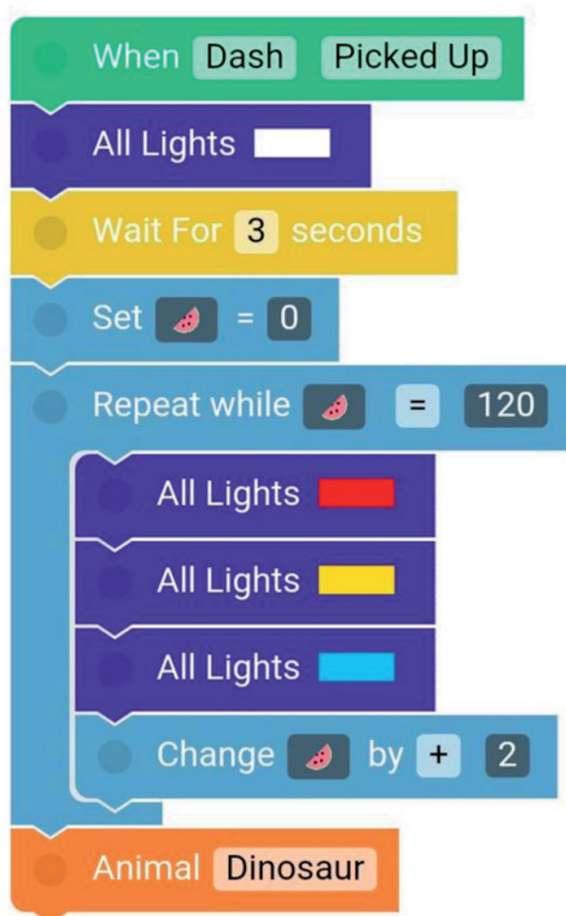 When Dash Picked Up
All Lights
Wait For 3 seconds
Set = 0
Repeat while = 120
All Lights
All Lights
All Lights
Change by + 2
Animal Dinosaur